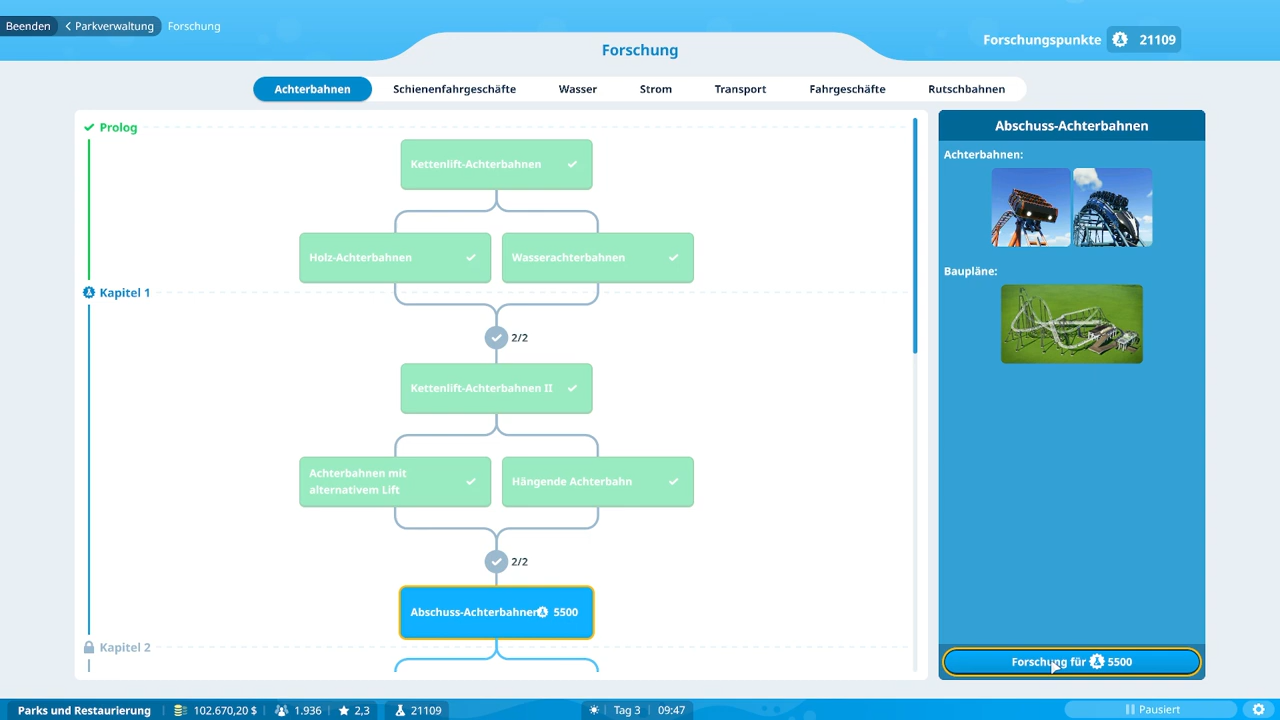 Beenden
Parkverwaltung
Forschung
Forschung
Forschungspunkte 21109
Achterbahnen
Schienenfahrgeschäfte
Wasser
Strom
Transport
Fahrgeschäfte
Rutschbahnen
Prolog
Kettenlift-Achterbahnen
Holz-Achterbahnen
Wasserachterbahnen
Kapitel 1
2/2
Kettenlift-Achterbahnen II
Achterbahnen mit
alternativem Lift
Hängende Achterbahn
2/2
Abschuss-Achterbahnen 5500
Kapitel 2
Abschuss-Achterbahnen
Achterbahnen:
Baupläne:
Forschung für 5500
Parks und Restaurierung
102.670,20 $
1.936
2,3
21109
Tag 3
09:47
Pausiert